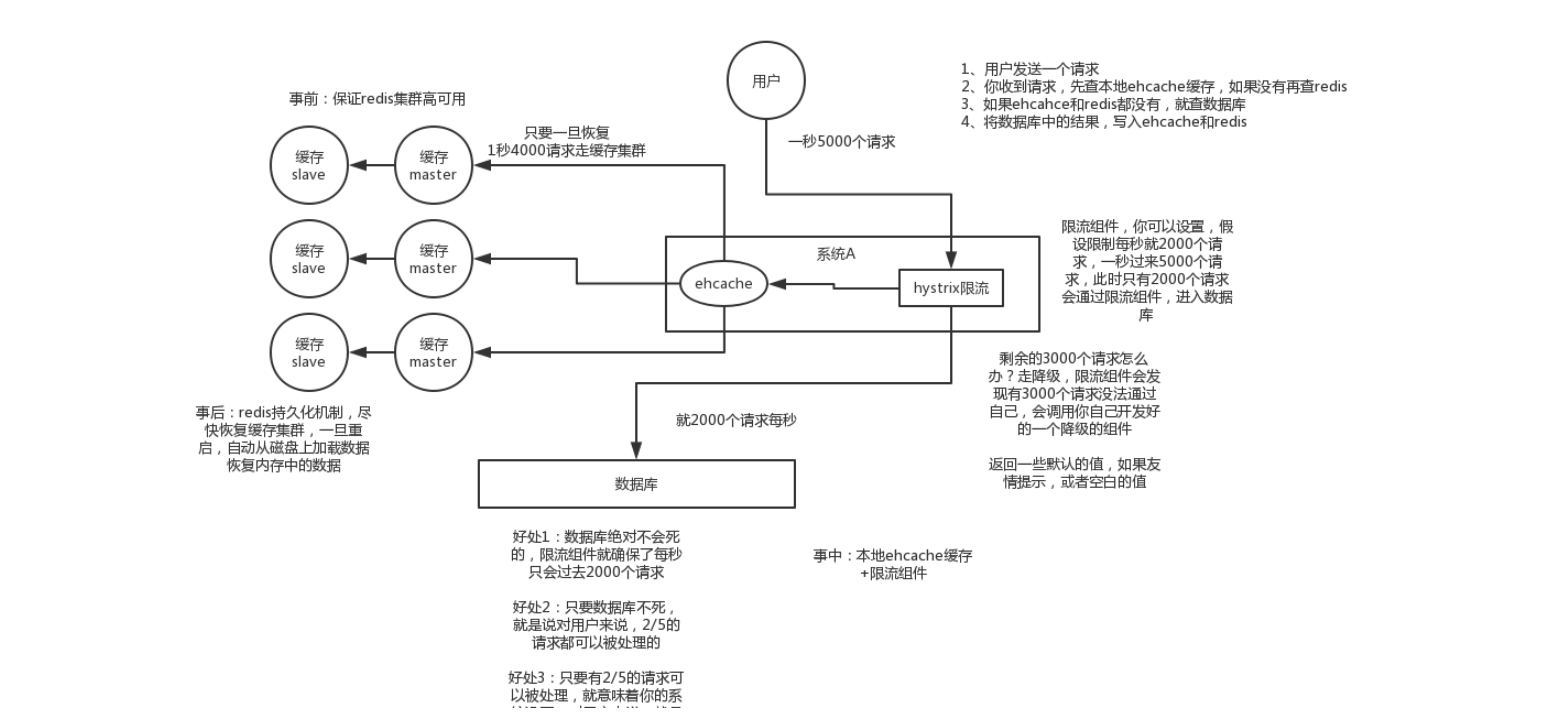 用户
1、用户发送一个请求
2、你收到请求，先查本地ehcache缓存，如果没有再查redis
3、如果ehcahce和redis都没有，就查数据库
4、将数据库中的结果，写入ehcache和redis
事前：保证redis集群高可用
只要一旦恢复
1秒4000请求走缓存集群
一秒5000个请求
缓存
slave
缓存
master
缓存
slave
缓存
master
缓存
slave
缓存
master
系统A
ehcache
hystrix限流
限流组件，你可以设置，假
设限制每秒就2000个请
求，一秒过来5000个请
求，此时只有2000个请求
会通过限流组件，进入数据
库
剩余的3000个请求怎么
办？走降级，限流组件会发
现有3000个请求没法通过
自己，会调用你自己开发好
的一个降级的组件
返回一些默认的值，如果友
情提示，或者空白的值
事后：redis持久化机制，尽
快恢复缓存集群，一旦重
启，自动从磁盘上加载数据
恢复内存中的数据
就2000个请求每秒
数据库
好处1：数据库绝对不会死
的，限流组件就确保了每秒
只会过去2000个请求
好处2：只要数据库不死，
就是说对用户来说，2/5的
请求都可以被处理的
好处3：只要有2/5的请求可
以被处理，就意味着你的系
事中：本地ehcache缓存
+限流组件